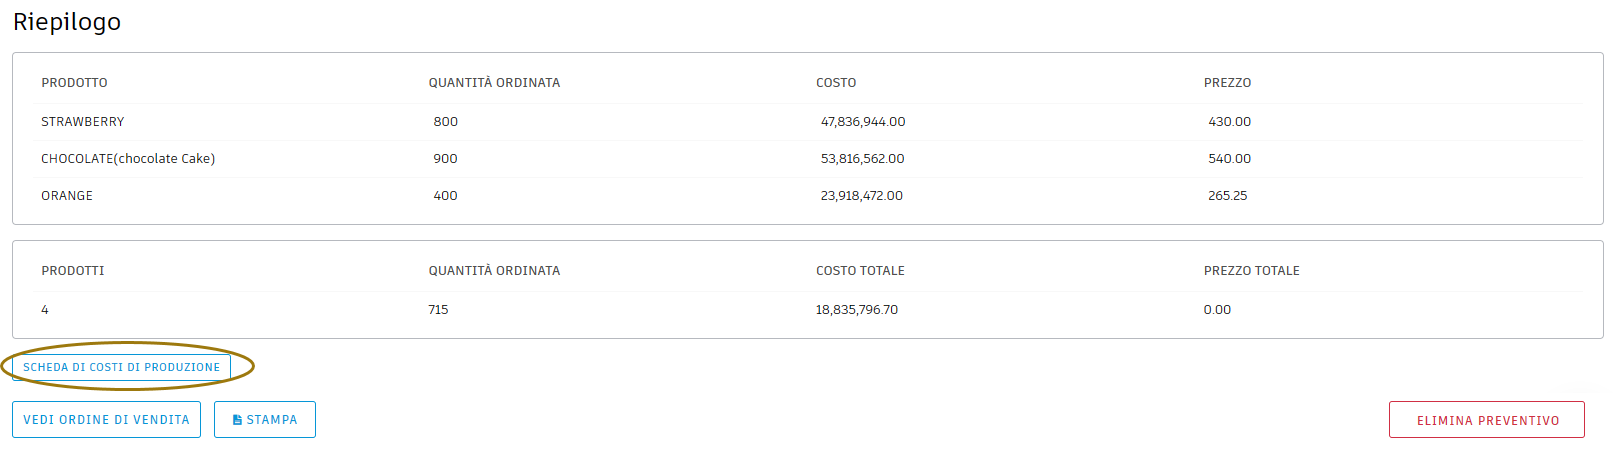 Riepilogo
PRODOTTO QUANTITÀ ORDINATA COSTO PREZZO
STRAWBERRY 800 47,836,944.00 430.00
CHOCOLATE(chocolate Cake) 900 53,816,562.00 540.00
ORANGE 400 23,918,472.00 265.25
PRODOTTI QUANTITÀ ORDINATA COSTO TOTALE PREZZO TOTALE
4 715 18,835,796.70 0.00
SCHEDA DI COSTI DI PRODUZIONE
VEDI ORDINE DI VENDITA STAMPA ELIMINA PREVENTIVO